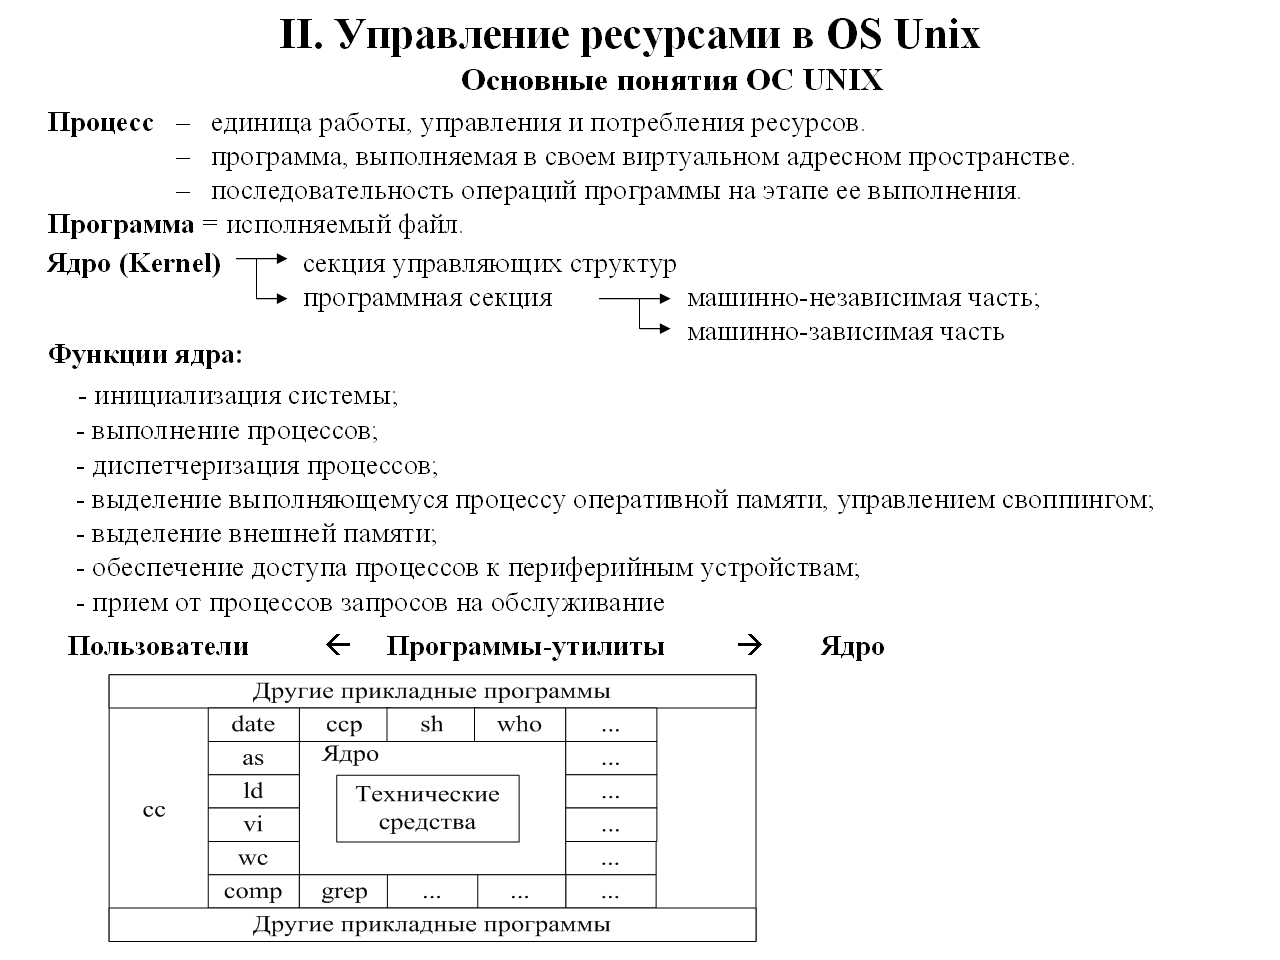 II. Управление ресурсами в OS Unix
Основные понятия ОС UNIX
Процесс – единица работы, управления и потребления ресурсов.
– программа, выполняемая в своем виртуальном адресном пространстве.
– последовательность операций программы на этапе ее выполнения.
Программа = исполняемый файл.
Ядро (Kernel) секция управляющих структур
программная секция машинно-независимая часть;
машинно-зависимая часть
Функции ядра:
- инициализация системы;
- выполнение процессов;
- диспетчеризация процессов;
- выделение выполняющемуся процессу оперативной памяти, управлением своппингом;
- выделение внешней памяти;
- обеспечение доступа процессов к периферийным устройствам;
- прием от процессов запросов на обслуживание
Пользователи ← Программы-утилиты → Ядро
Другие прикладные программы
date ccp sh who ...
as Ядро ...
ld Технические ...
cc
vi средства ...
wc ...
comp grep ... ... ...
Другие прикладные программы